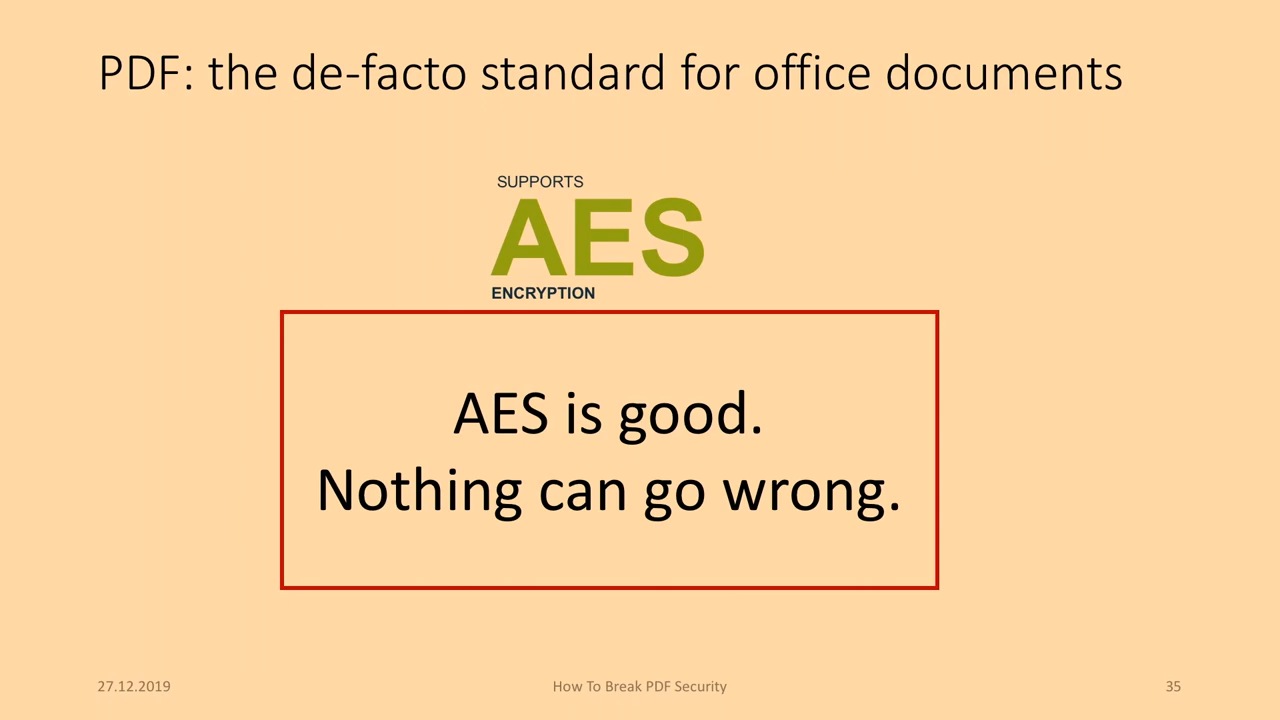 PDF: the de-facto standard for office documents
SUPPORTS
AES
ENCRYPTION
AES is good.
Nothing can go wrong.
27.12.2019
How To Break PDF Security
35